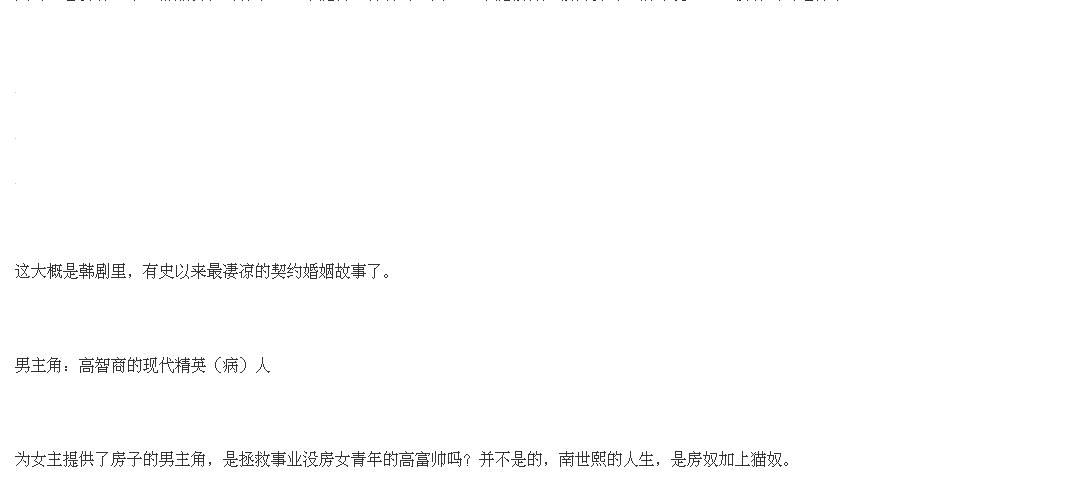 这大概是韩剧里，有史以来最凄凉的契约婚姻故事了。
男主角：高智商的现代精英（病）人
为女主提供了房子的男主角，是拯救事业没房女青年的高富帅吗？并不是的，南世熙的人生，是房奴加上猫奴。